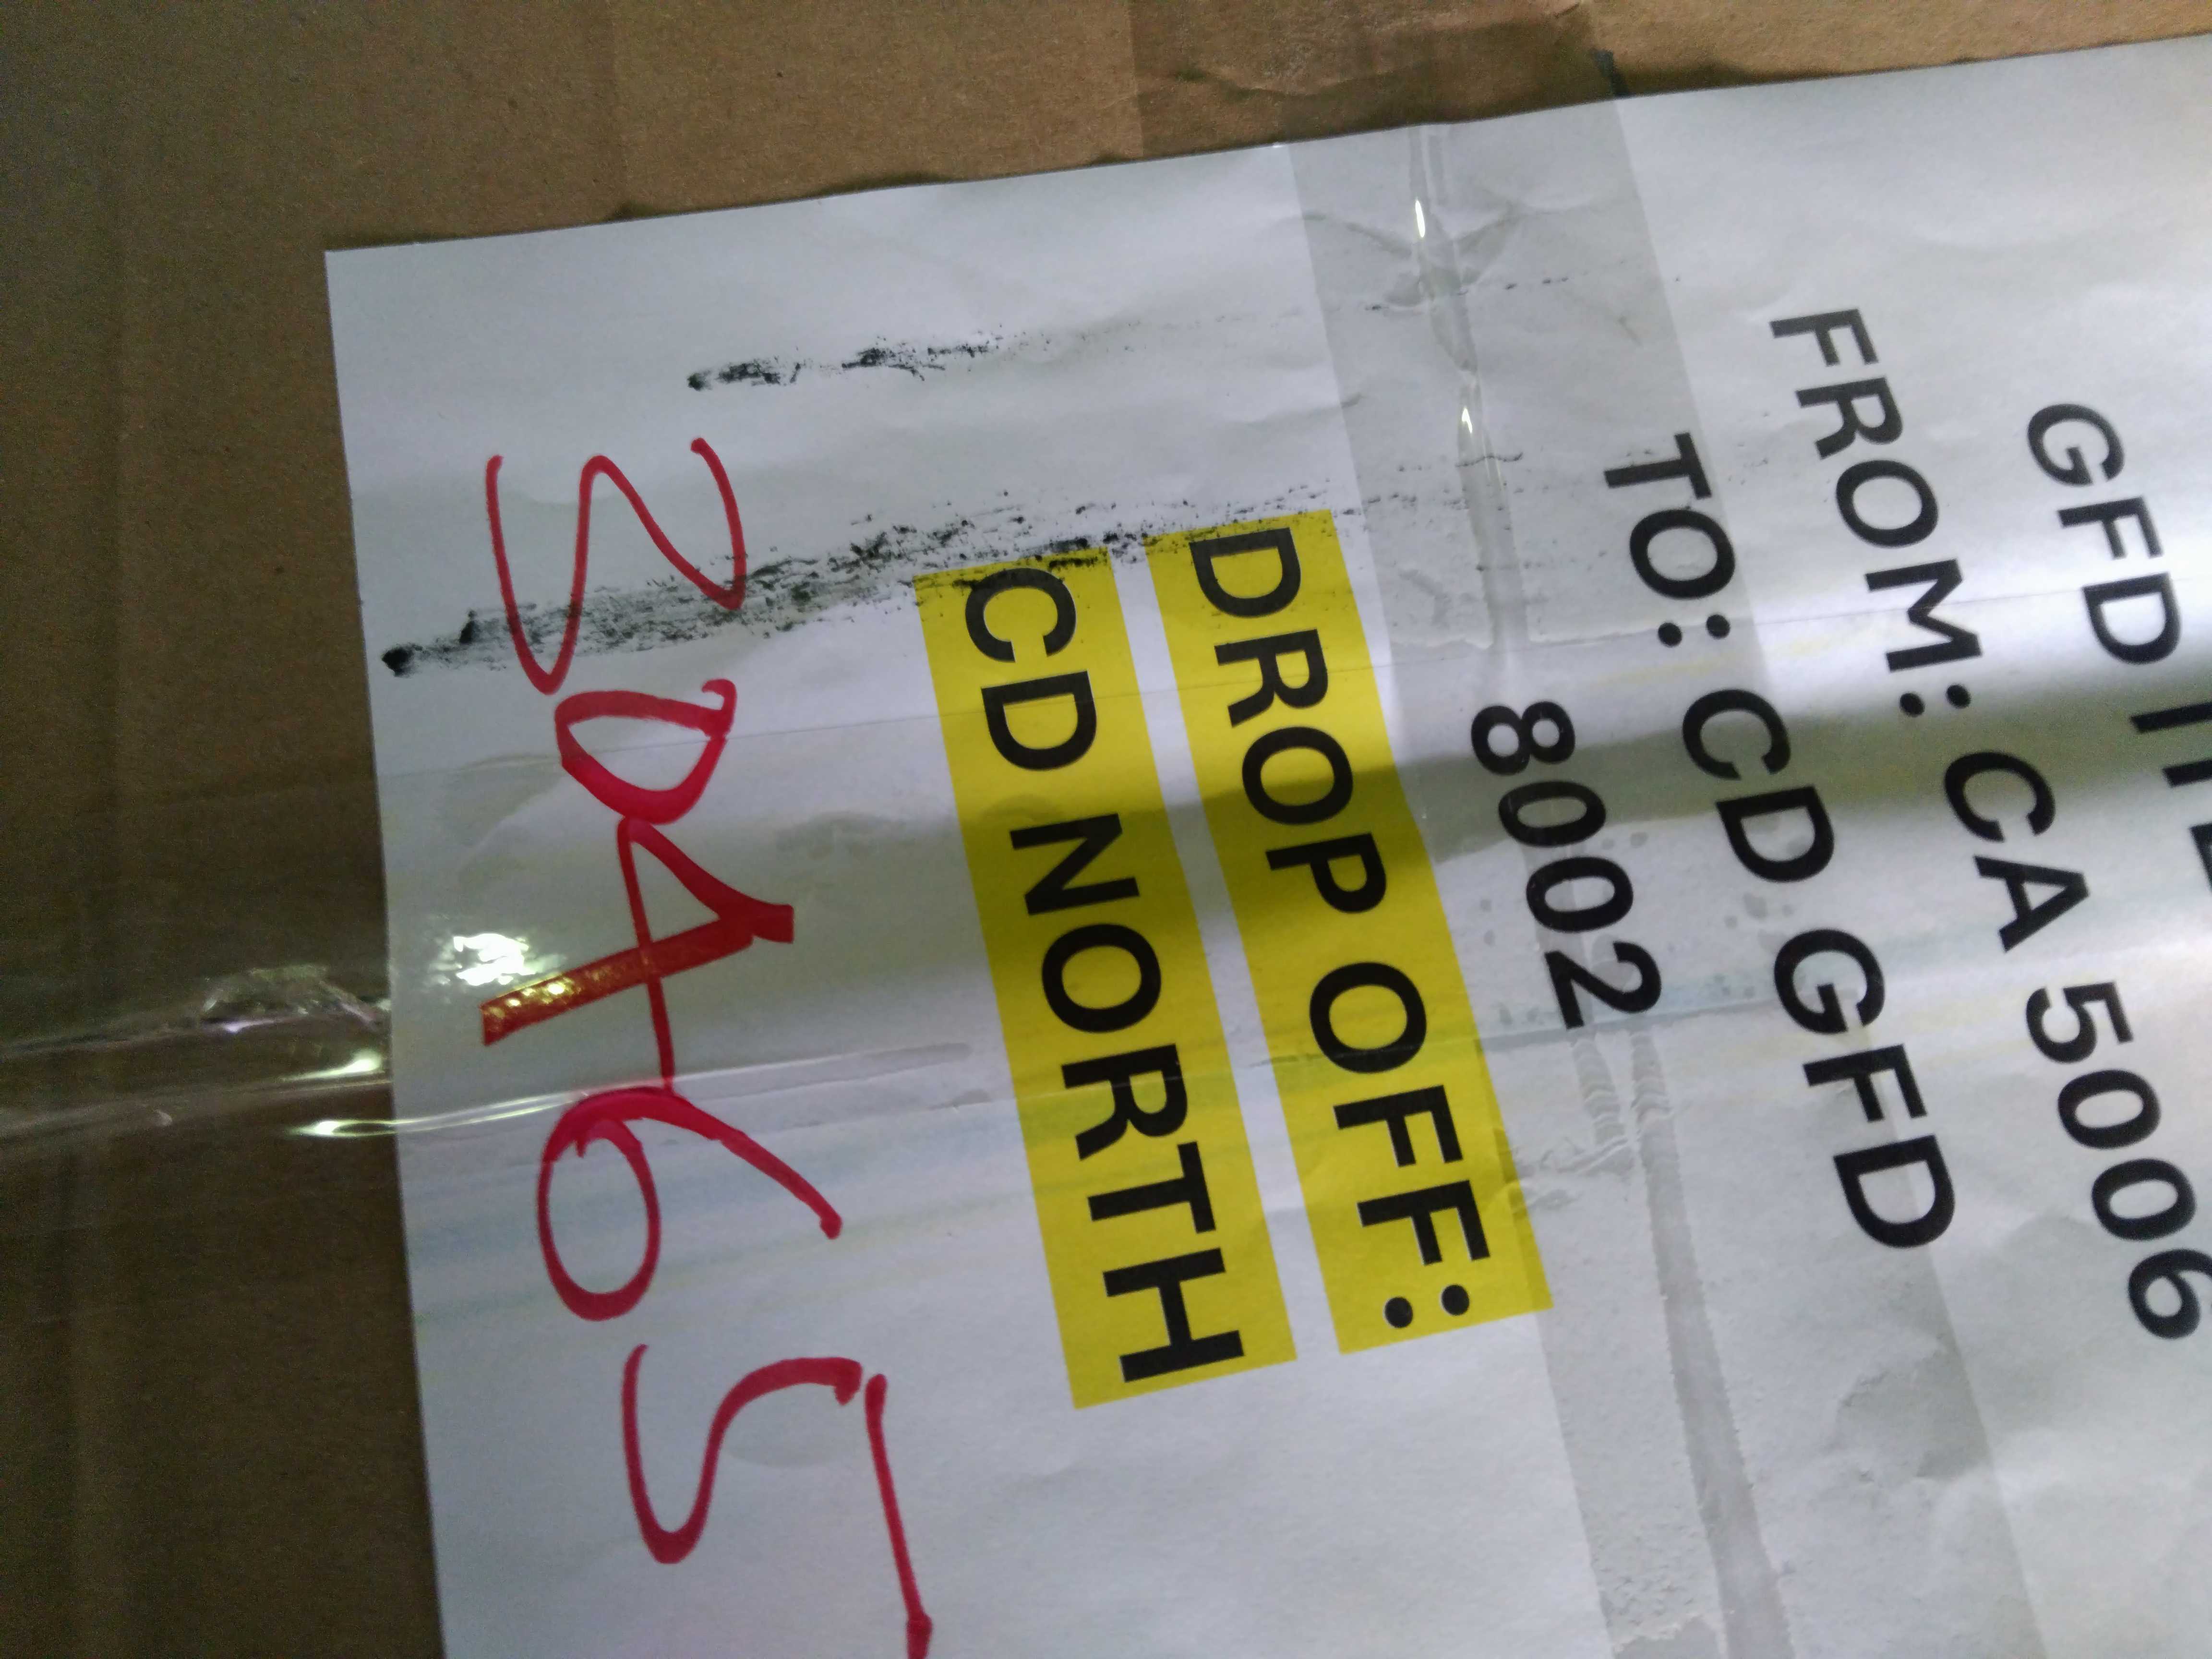 GFD
FROM: CA 5006
TO: CD GFD
8002
DROP OFF:
CD NORTH
30465